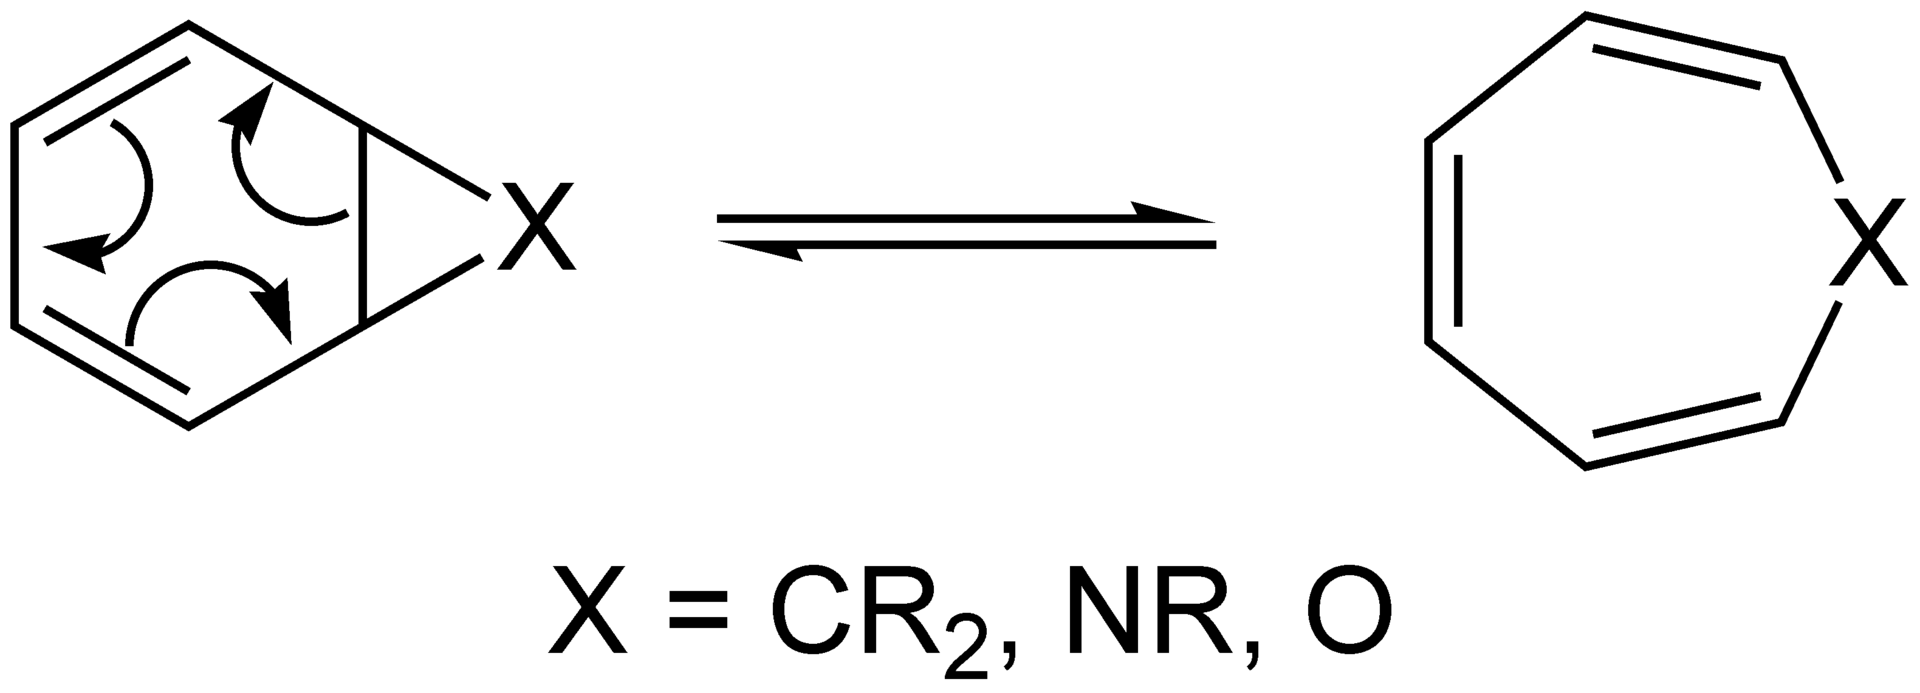 X
X
X = CR₂, NR, O